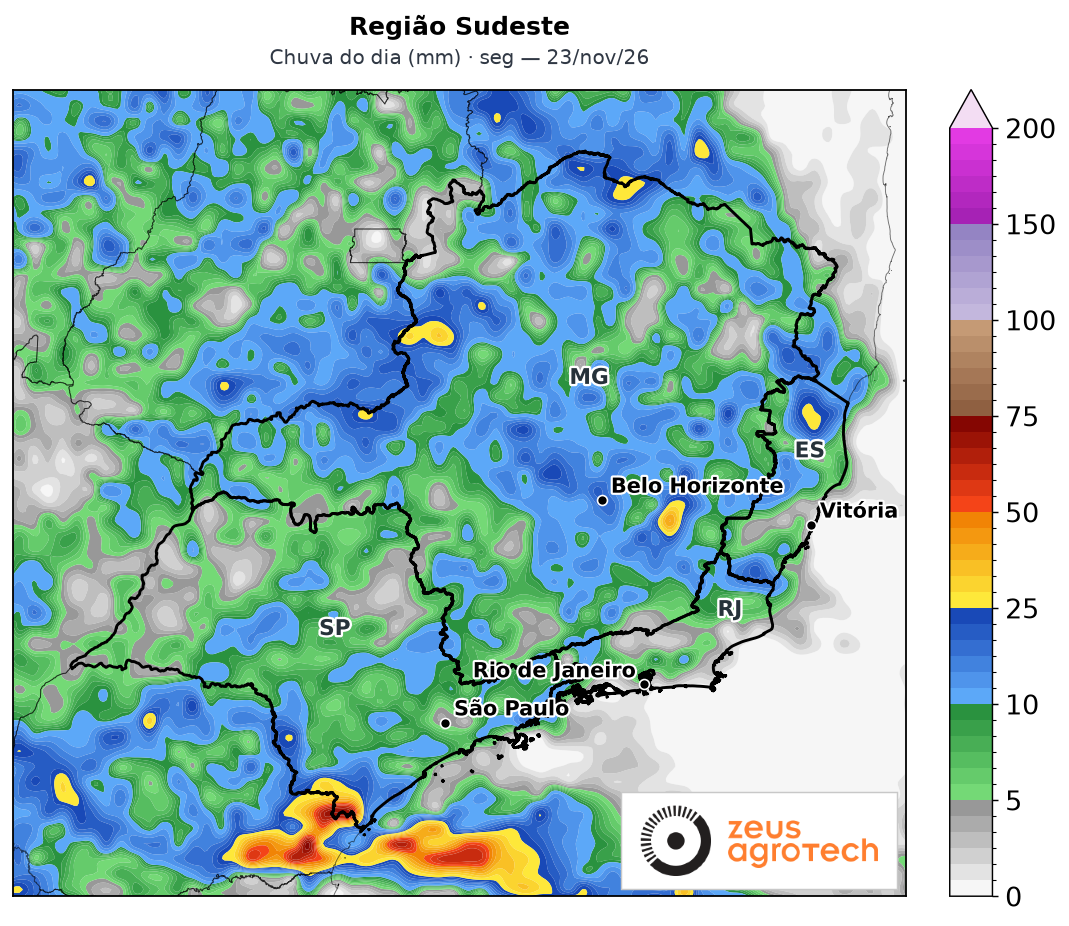 Região Sudeste
Chuva do dia (mm) · seg — 23/nov/26
MG
ES
Belo Horizonte
Vitória
RJ
SP
Rio de Janeiro
São Paulo
zeus
agrotech
200
150
100
75
50
25
10
5
0